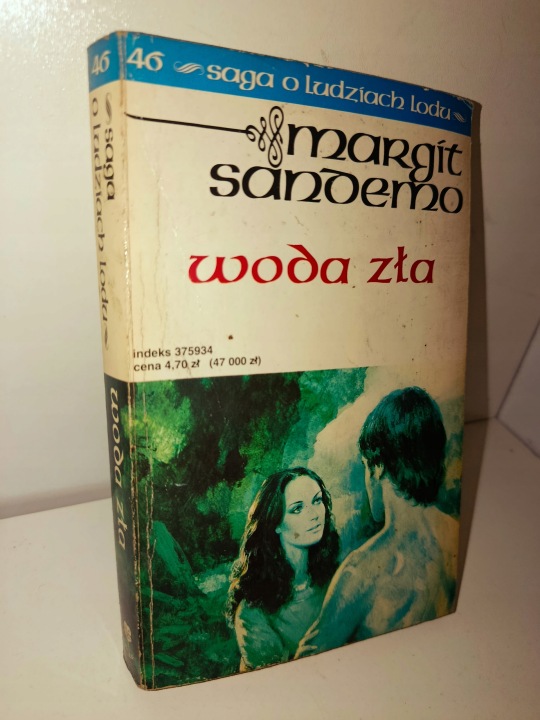 46 saga o ludziach lodu
margit
sandemo
woda zła
indeks 375934
cena 4,70 zł (47 000 zł)
46 saga o ludziach lodu
woda zła